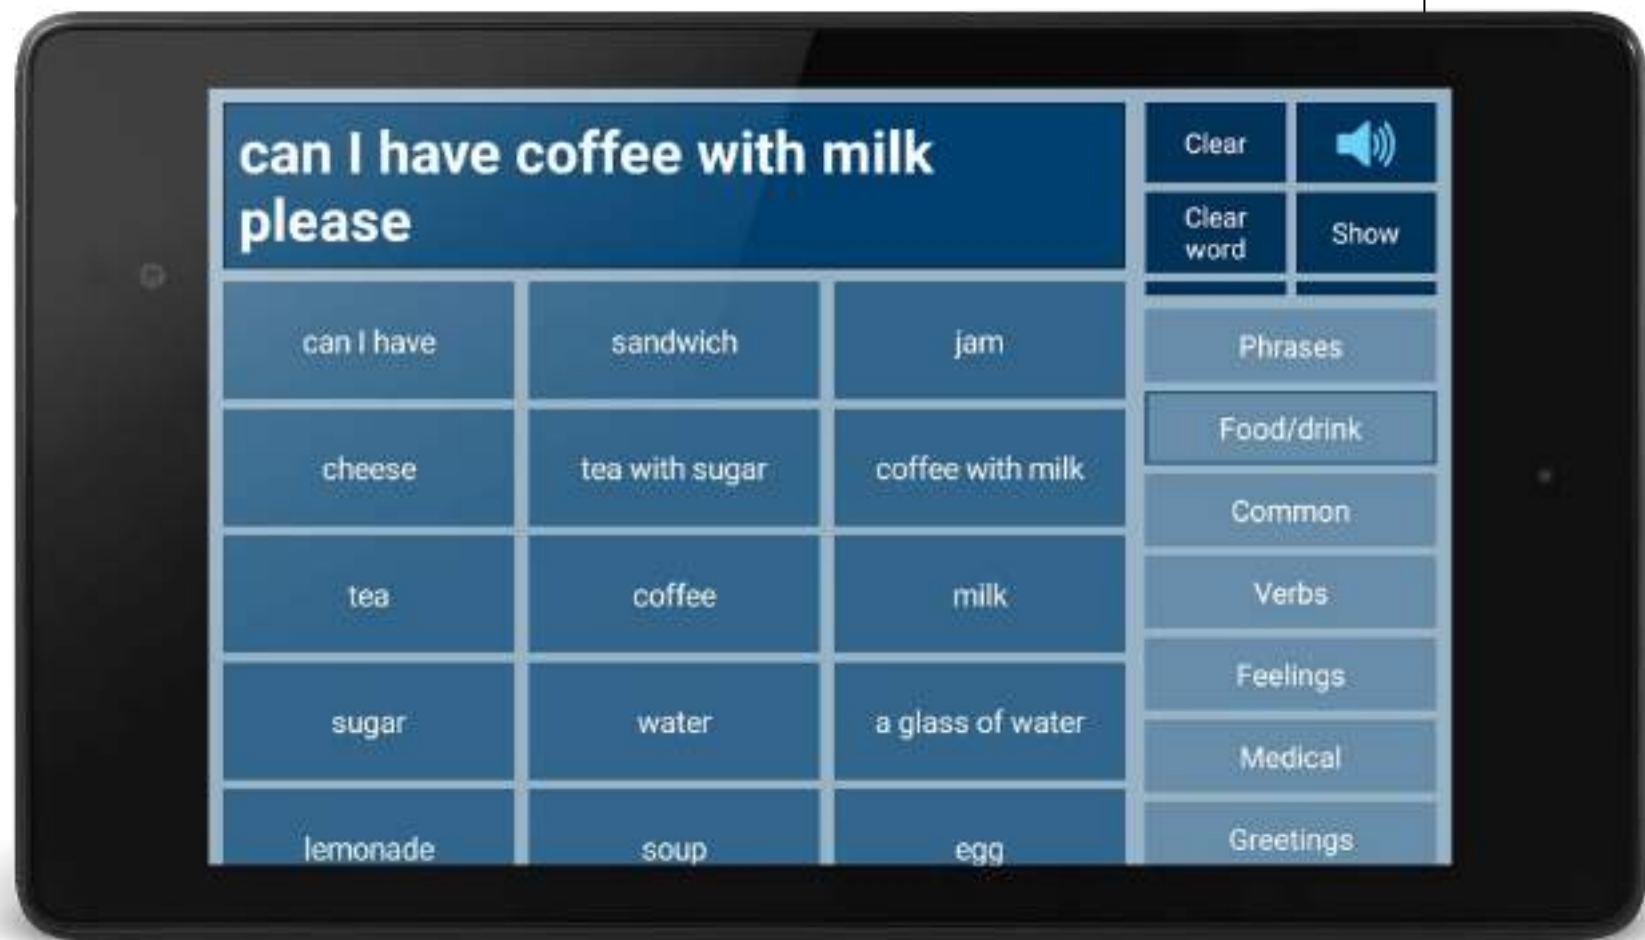 can I have coffee with milk
please
Clear
Clear
word
Show
can I have
sandwich
jam
cheese
tea with sugar
coffee with milk
tea
coffee
milk
sugar
water
a glass of water
lemonade
soup
egg
Phrases
Food/drink
Common
Verbs
Feelings
Medical
Greetings